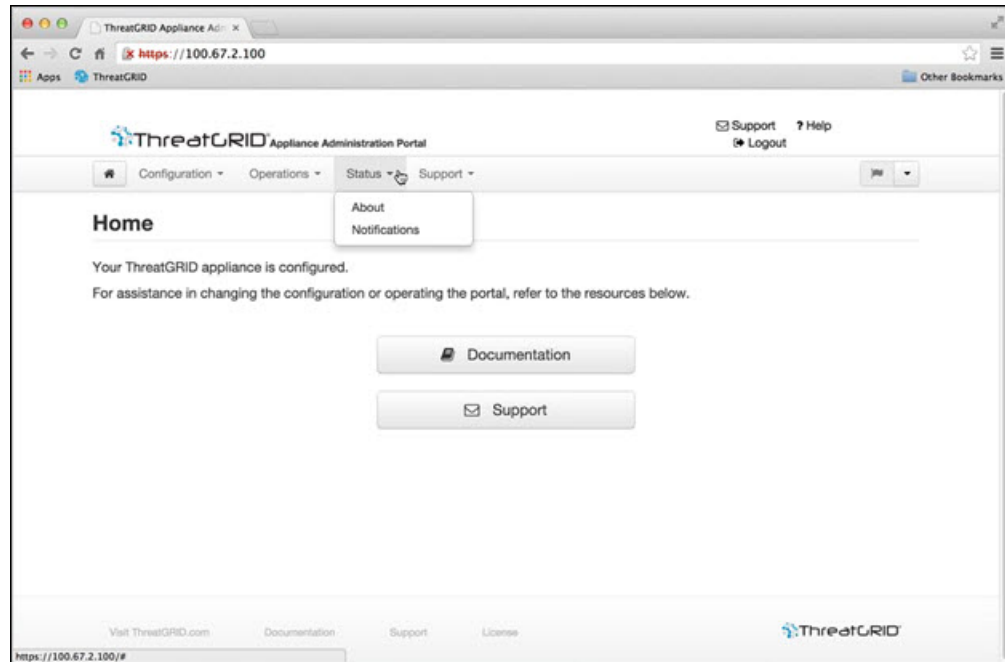 ThreatGRID Appliance Adm
https://100.67.2.100
Apps ThreatGRID Other Bookmarks
ThreatGRID Appliance Administration Portal
Support ? Help
Logout
Configuration Operations Status Support
About
Notifications
Home
Your ThreatGRID appliance is configured.
For assistance in changing the configuration or operating the portal, refer to the resources below.
Documentation
Support
Visit ThreatGRID.com Documentation Support License ThreatGRID
https://100.67.2.100/#